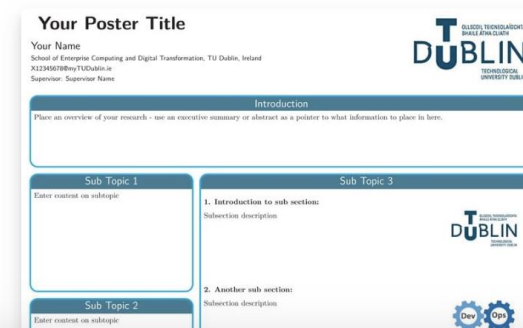 Your Poster Title
Your Name
School of Enterprise Computing and Digital Transformation, TU Dublin, Ireland
X12345678@myTUDublin.ie
Supervisor: Supervisor Name
DUBLIN
TECHNOLOGICAL
UNIVERSITY DUBLIN
Introduction
Place an overview of your research - use an executive summary or abstract as a pointer to what information to place in here.
Sub Topic 1
Enter content on subtopic
Sub Topic 2
Enter content on subtopic
Sub Topic 3
1. Introduction to sub section:
Subsection description
DUBLIN
2. Another sub section:
Subsection description
Dev Ops